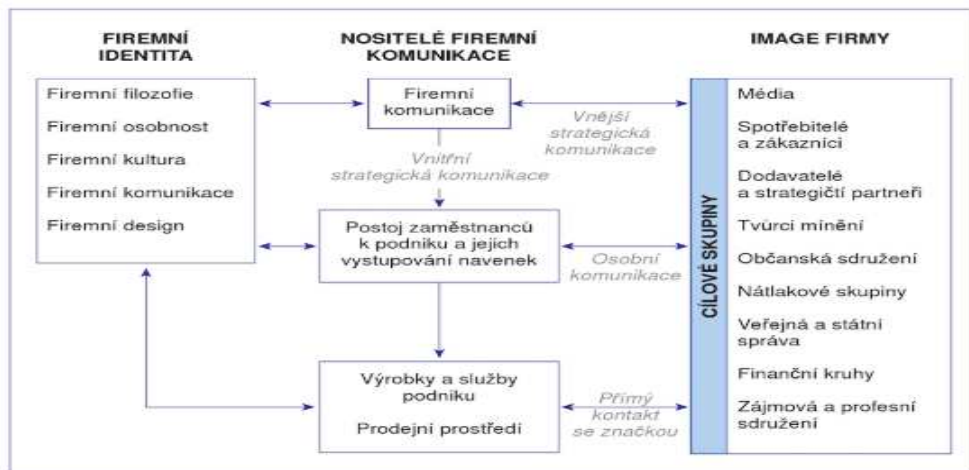 FIREMNÍ
IDENTITA
Firemní filozofie
Firemní osobnost
Firemní kultura
Firemní komunikace
Firemní design
NOSITELÉ FIREMNÍ
KOMUNIKACE
Firemní
komunikace
Vnitřní
strategická komunikace
Postoj zaměstnanců
k podniku a jejich
vystupování navenek
Výrobky a služby
podniku
Prodejní prostředí
Vnější
strategická
komunikace
Osobní
komunikace
Přímý
kontakt
se značkou
IMAGE FIRMY
CÍLOVÉ SKUPINY
Média
Spotřebitelé
a zákazníci
Dodavatelé
a strategičtí partneři
Tvůrci mínění
Občanská sdružení
Nátlakové skupiny
Veřejná a státní
správa
Finanční kruhy
Zájmová a profesní
sdružení